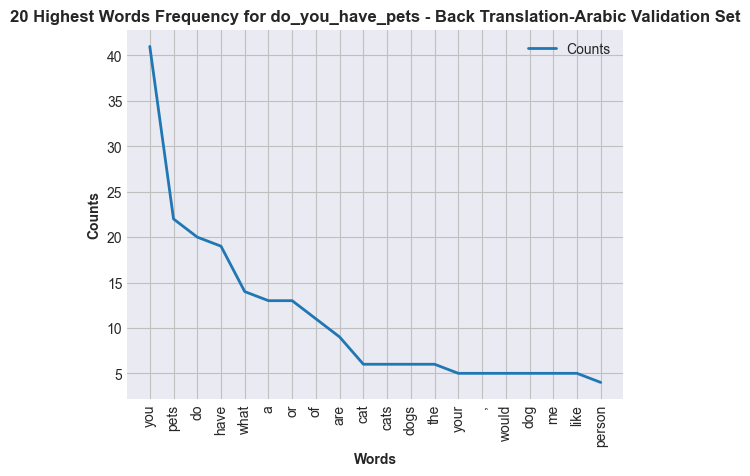 20 Highest Words Frequency for do_you_have_pets - Back Translation-Arabic Validation Set
Counts
40
35
30
25
20
15
10
5
Counts
you
pets
do
have
what
a
or
of
are
cat
cats
dogs
the
your
,
would
dog
me
like
person
Words